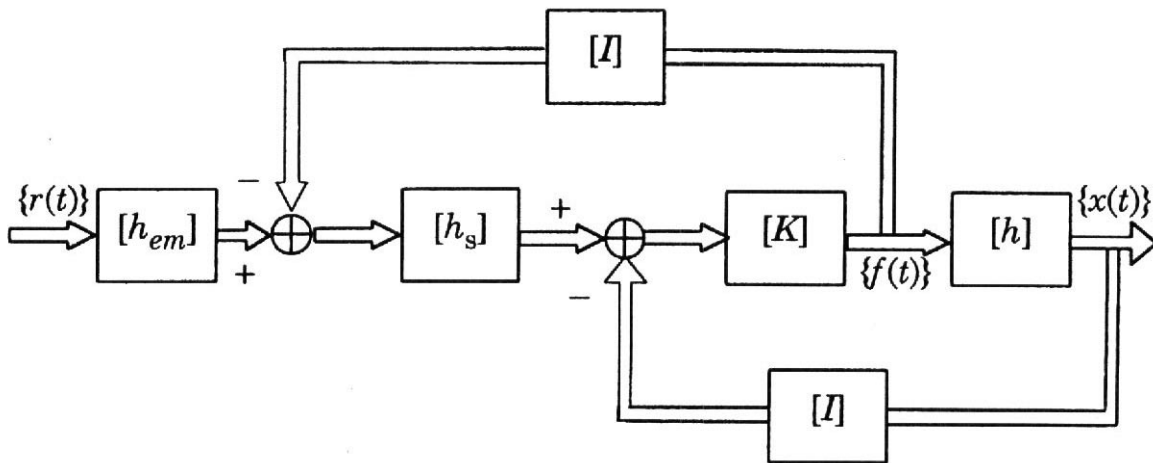 [I]
{r(t)}
[h_em]
−
+
[h_s]
+
−
[K]
{f(t)}
[h]
{x(t)}
[I]